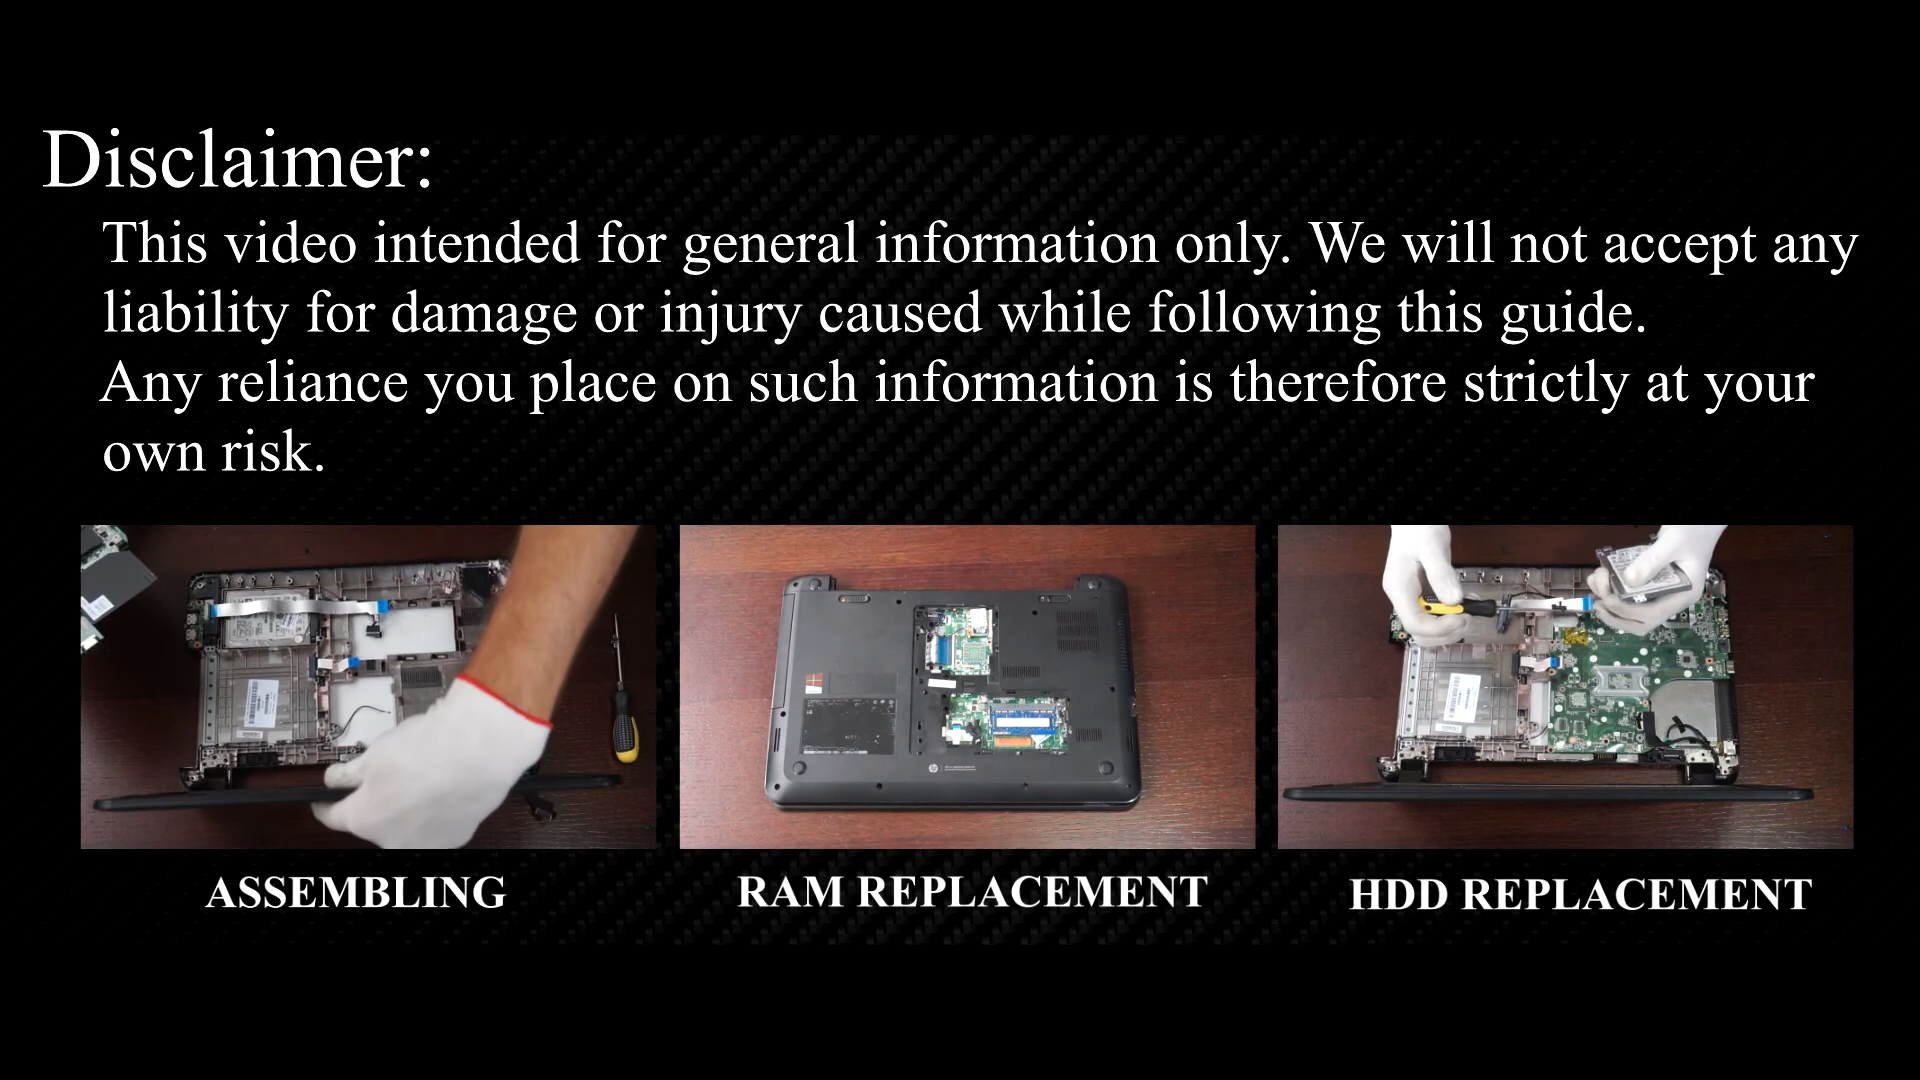 Disclaimer:
This video intended for general information only. We will not accept any
liability for damage or injury caused while following this guide.
Any reliance you place on such information is therefore strictly at your
own risk.
ASSEMBLING
RAM REPLACEMENT
HDD REPLACEMENT